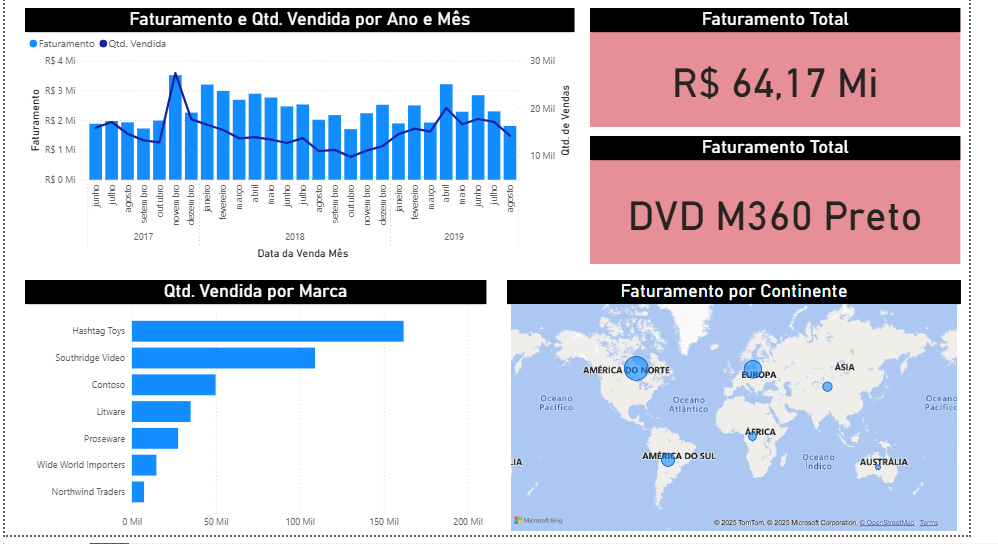 Faturamento e Qtd. Vendida por Ano e Mês
Faturamento Qtd. Vendida
R$ 4 Mi
R$ 3 Mi
R$ 2 Mi
R$ 1 Mi
R$ 0 Mi
Faturamento
30 Mil
20 Mil
10 Mil
Qtd. de Vendas
junho julho agosto setembro outubro novembro dezembro janeiro fevereiro março abril maio junho julho agosto setembro outubro novembro dezembro janeiro fevereiro março abril maio junho julho agosto
2017 2018 2019
Data da Venda Mês
Faturamento Total
R$ 64,17 Mi
Faturamento Total
DVD M360 Preto
Qtd. Vendida por Marca
Hashtag Toys
Southridge Video
Contoso
Litware
Proseware
Wide World Importers
Northwind Traders
0 Mil 50 Mil 100 Mil 150 Mil 200 Mil
Faturamento por Continente
AMÉRICA DO NORTE
EUROPA
ÁSIA
Oceano
Pacífico
Oceano
Atlântico
Oceano
Pacífico
ÁFRICA
AMÉRICA DO SUL
Oceano
Índico
AUSTRÁLIA
LIA
Microsoft Bing
© 2025 TomTom, © 2025 Microsoft Corporation, © OpenStreetMap Terms